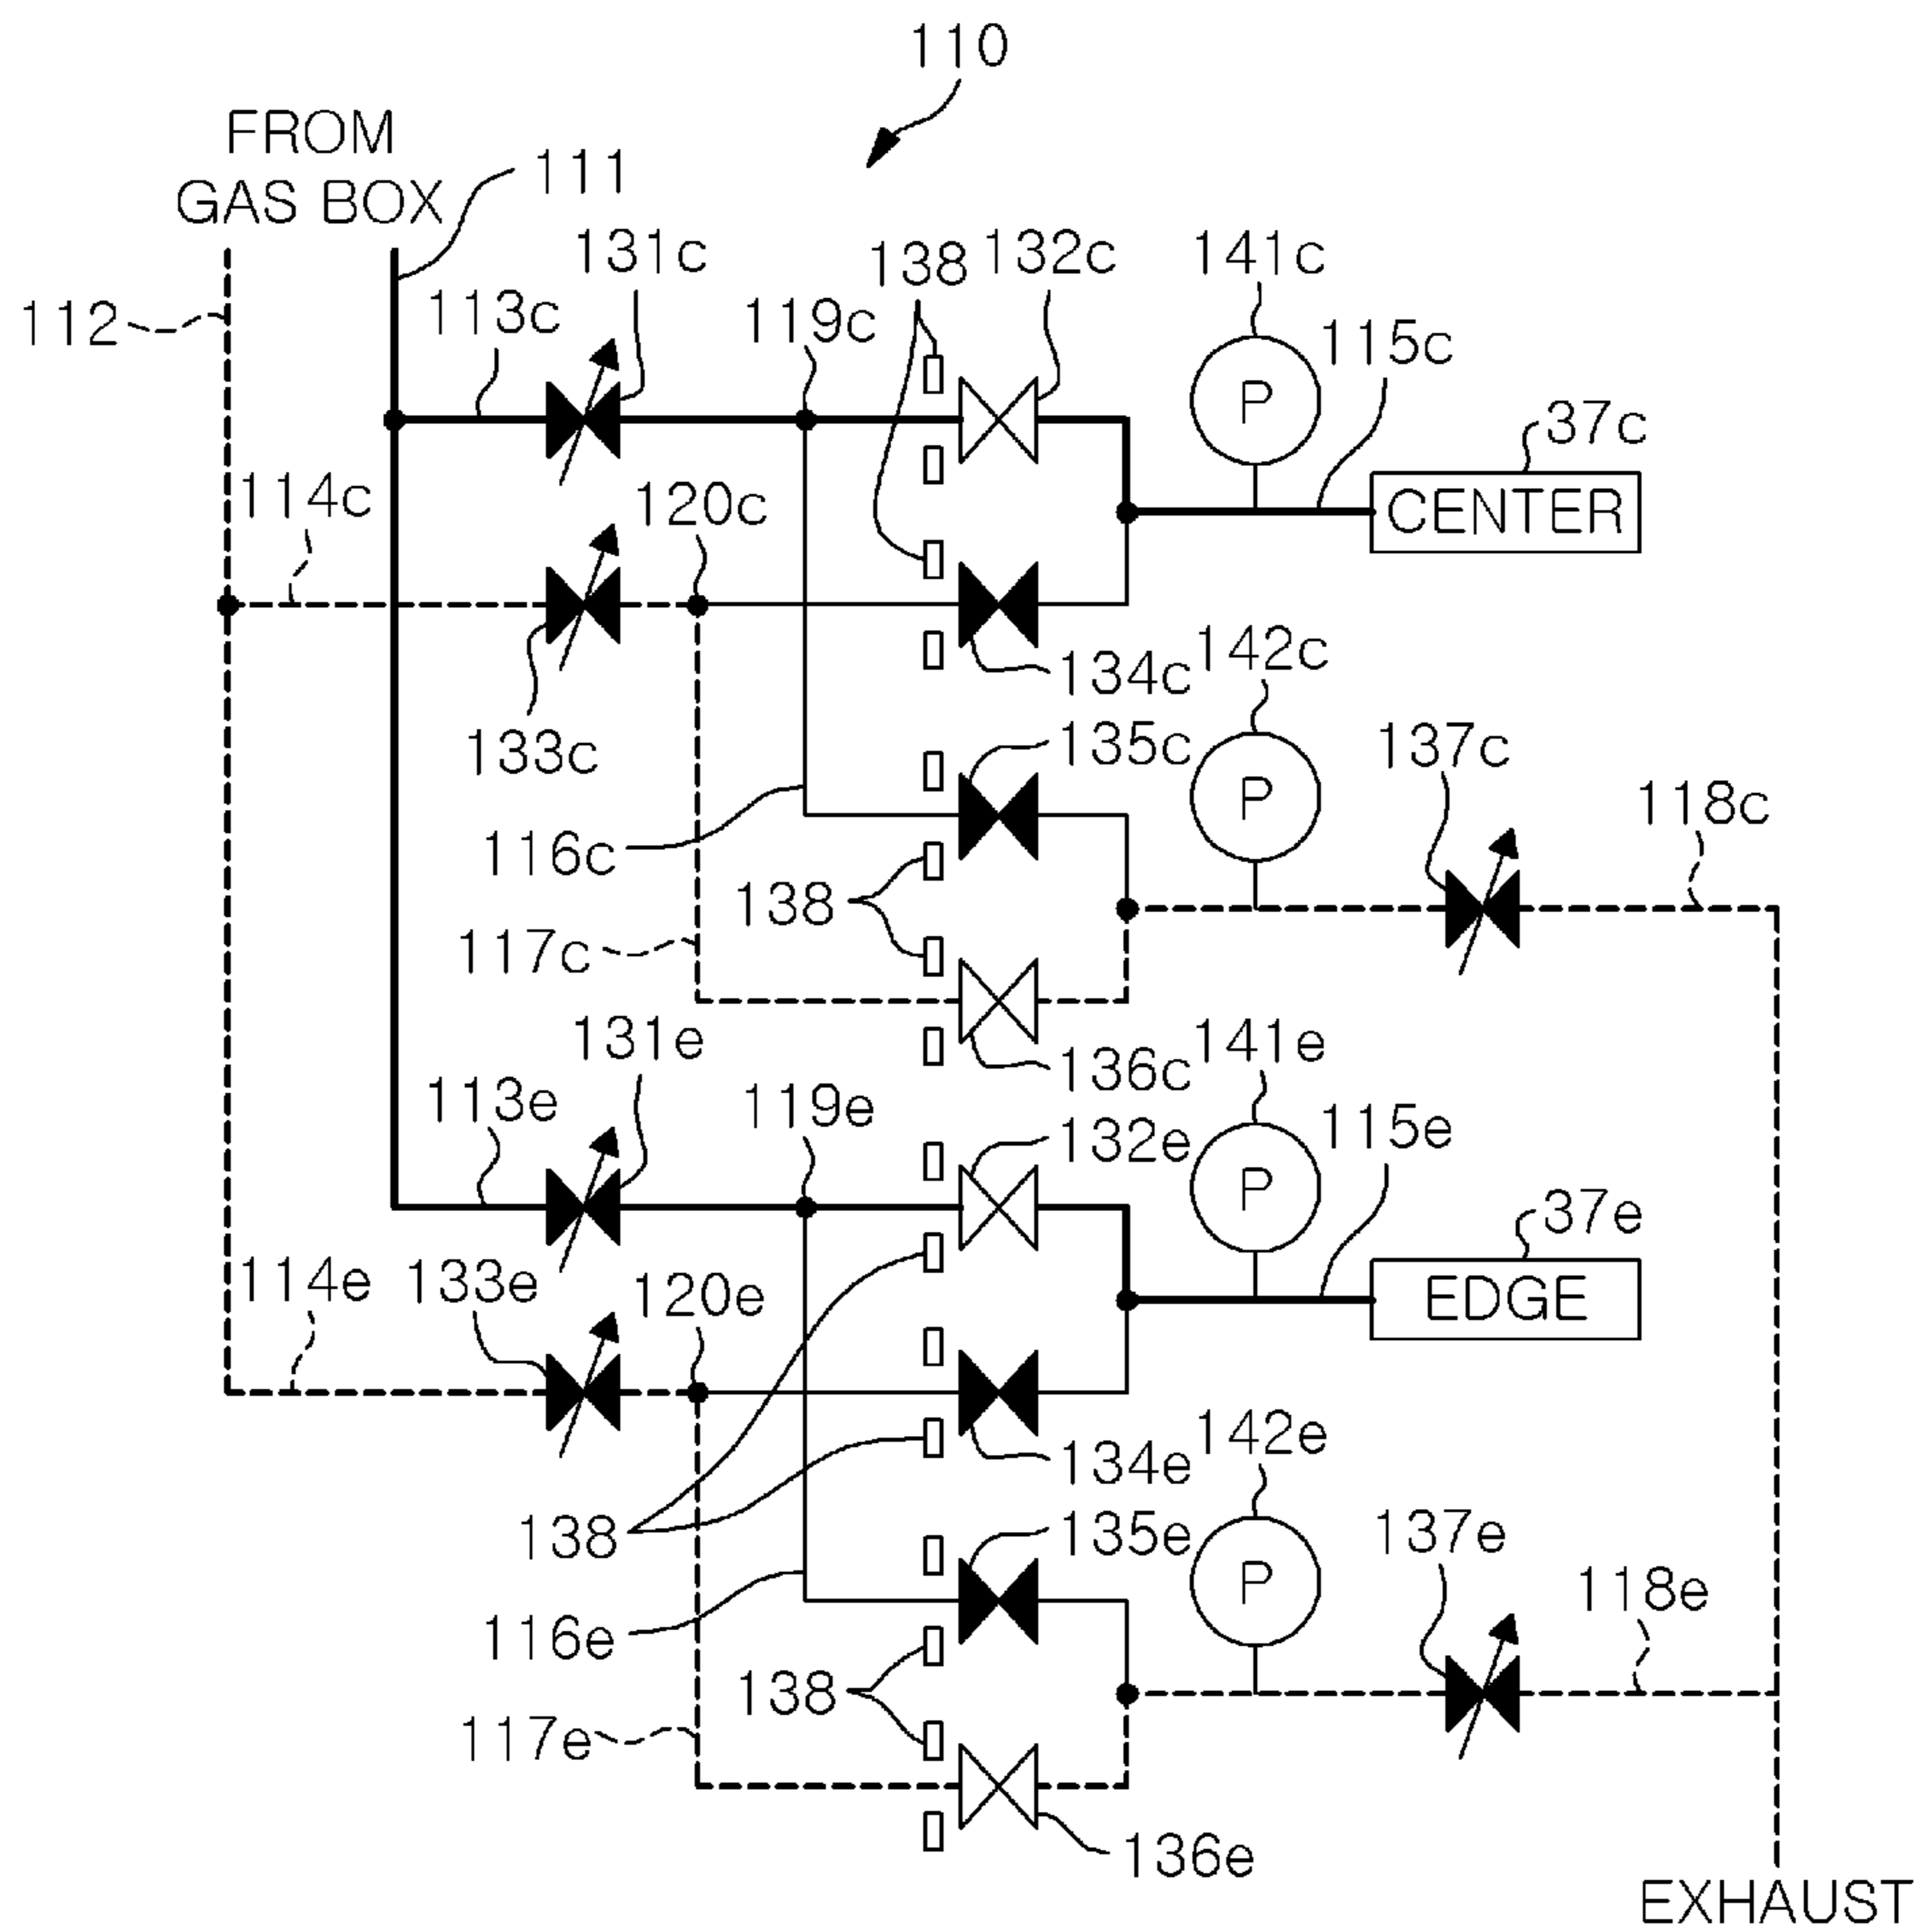 110
FROM
GAS BOX
111
131c
138
132c
141c
112
113c
119c
115c
P
37c
114c
120c
CENTER
133c
134c
142c
135c
137c
P
118c
116c
138
117c
131e
136c
141e
113e
119e
132e
115e
P
37e
114e
133e
120e
EDGE
134e
142e
138
135e
137e
P
118e
116e
138
117e
136e
EXHAUST